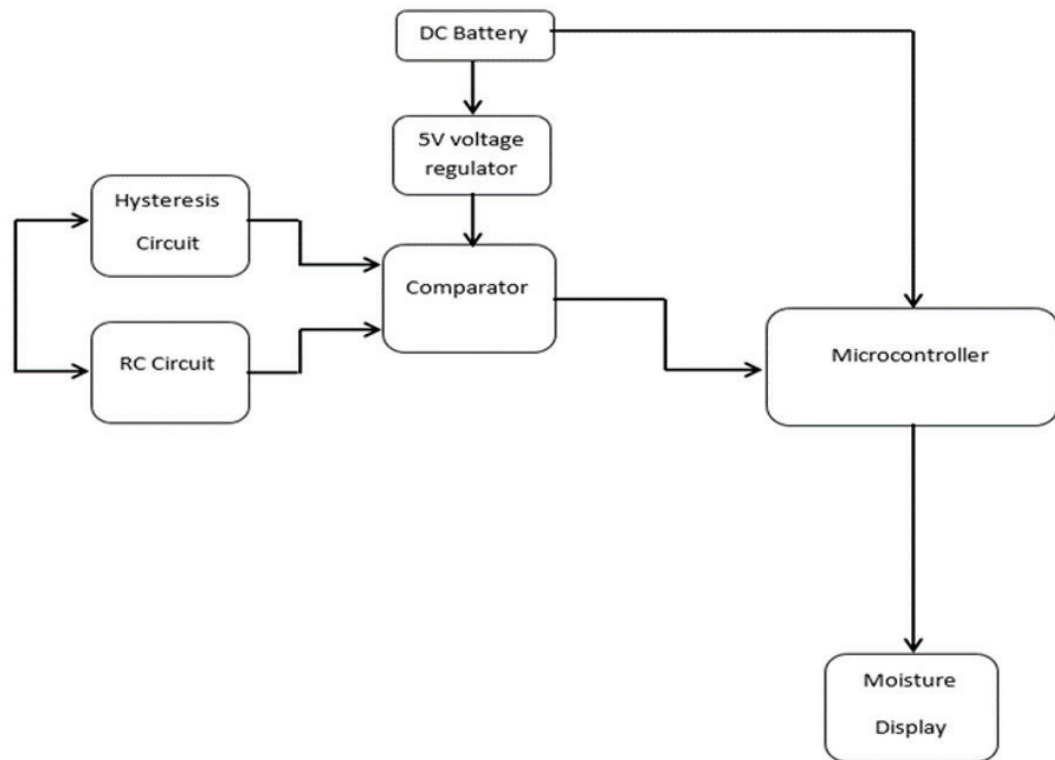 DC Battery
5V voltage
regulator
Hysteresis
Circuit
Comparator
RC Circuit
Microcontroller
Moisture
Display